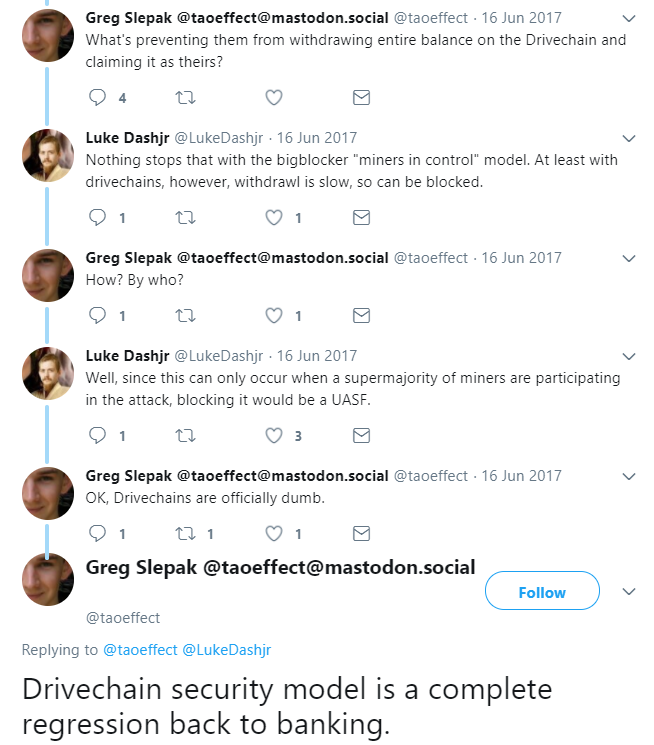 Greg Slepak @taoeffect@mastodon.social @taoeffect · 16 Jun 2017
What's preventing them from withdrawing entire balance on the Drivechain and
claiming it as theirs?
4
Luke Dashjr @LukeDashjr · 16 Jun 2017
Nothing stops that with the bigblocker "miners in control" model. At least with
drivechains, however, withdrawl is slow, so can be blocked.
1 1
Greg Slepak @taoeffect@mastodon.social @taoeffect · 16 Jun 2017
How? By who?
1 1
Luke Dashjr @LukeDashjr · 16 Jun 2017
Well, since this can only occur when a supermajority of miners are participating
in the attack, blocking it would be a UASF.
1 3
Greg Slepak @taoeffect@mastodon.social @taoeffect · 16 Jun 2017
OK, Drivechains are officially dumb.
1 1 1
Greg Slepak @taoeffect@mastodon.social
Follow
@taoeffect
Replying to @taoeffect @LukeDashjr
Drivechain security model is a complete
regression back to banking.